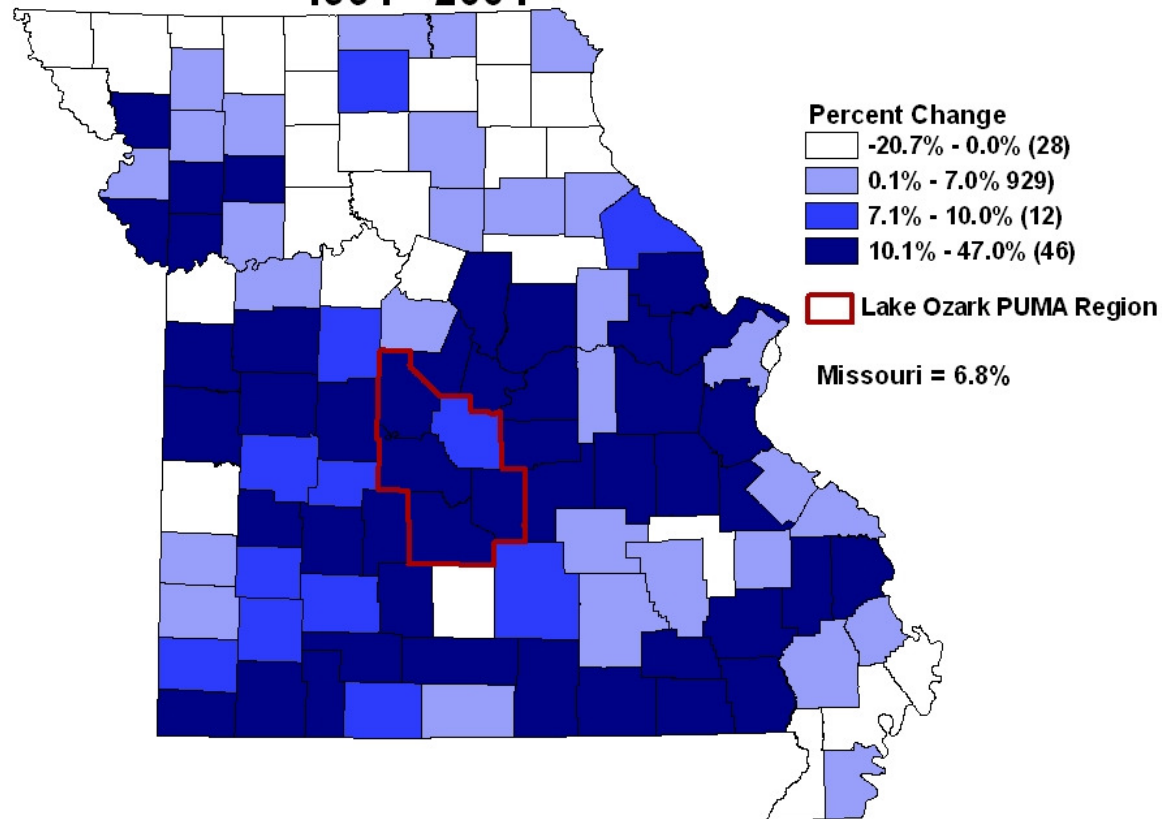 Percent Change
-20.7% - 0.0% (28)
0.1% - 7.0% 929)
7.1% - 10.0% (12)
10.1% - 47.0% (46)
Lake Ozark PUMA Region
Missouri = 6.8%